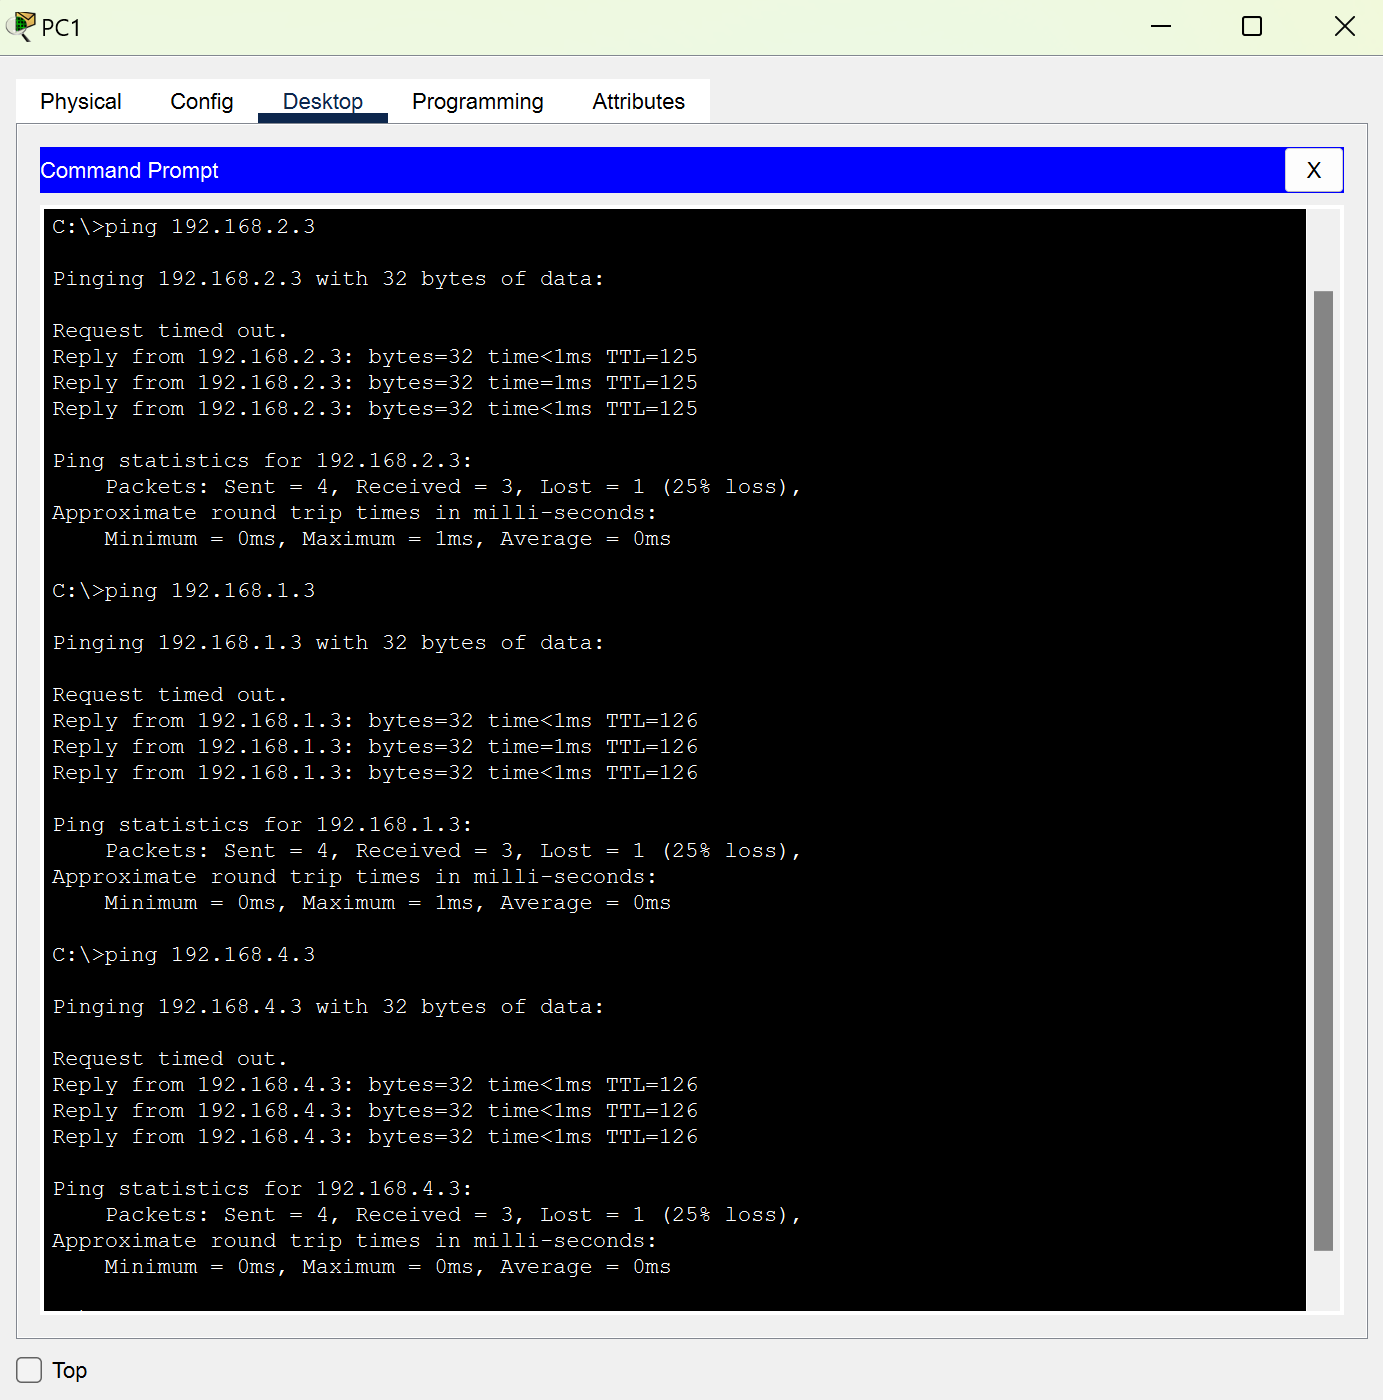 PC1
Physical Config Desktop Programming Attributes
Command Prompt X
C:\>ping 192.168.2.3
Pinging 192.168.2.3 with 32 bytes of data:
Request timed out.
Reply from 192.168.2.3: bytes=32 time<1ms TTL=125
Reply from 192.168.2.3: bytes=32 time=1ms TTL=125
Reply from 192.168.2.3: bytes=32 time<1ms TTL=125
Ping statistics for 192.168.2.3:
    Packets: Sent = 4, Received = 3, Lost = 1 (25% loss),
Approximate round trip times in milli-seconds:
    Minimum = 0ms, Maximum = 1ms, Average = 0ms
C:\>ping 192.168.1.3
Pinging 192.168.1.3 with 32 bytes of data:
Request timed out.
Reply from 192.168.1.3: bytes=32 time<1ms TTL=126
Reply from 192.168.1.3: bytes=32 time=1ms TTL=126
Reply from 192.168.1.3: bytes=32 time<1ms TTL=126
Ping statistics for 192.168.1.3:
    Packets: Sent = 4, Received = 3, Lost = 1 (25% loss),
Approximate round trip times in milli-seconds:
    Minimum = 0ms, Maximum = 1ms, Average = 0ms
C:\>ping 192.168.4.3
Pinging 192.168.4.3 with 32 bytes of data:
Request timed out.
Reply from 192.168.4.3: bytes=32 time<1ms TTL=126
Reply from 192.168.4.3: bytes=32 time<1ms TTL=126
Reply from 192.168.4.3: bytes=32 time<1ms TTL=126
Ping statistics for 192.168.4.3:
    Packets: Sent = 4, Received = 3, Lost = 1 (25% loss),
Approximate round trip times in milli-seconds:
    Minimum = 0ms, Maximum = 0ms, Average = 0ms
Top